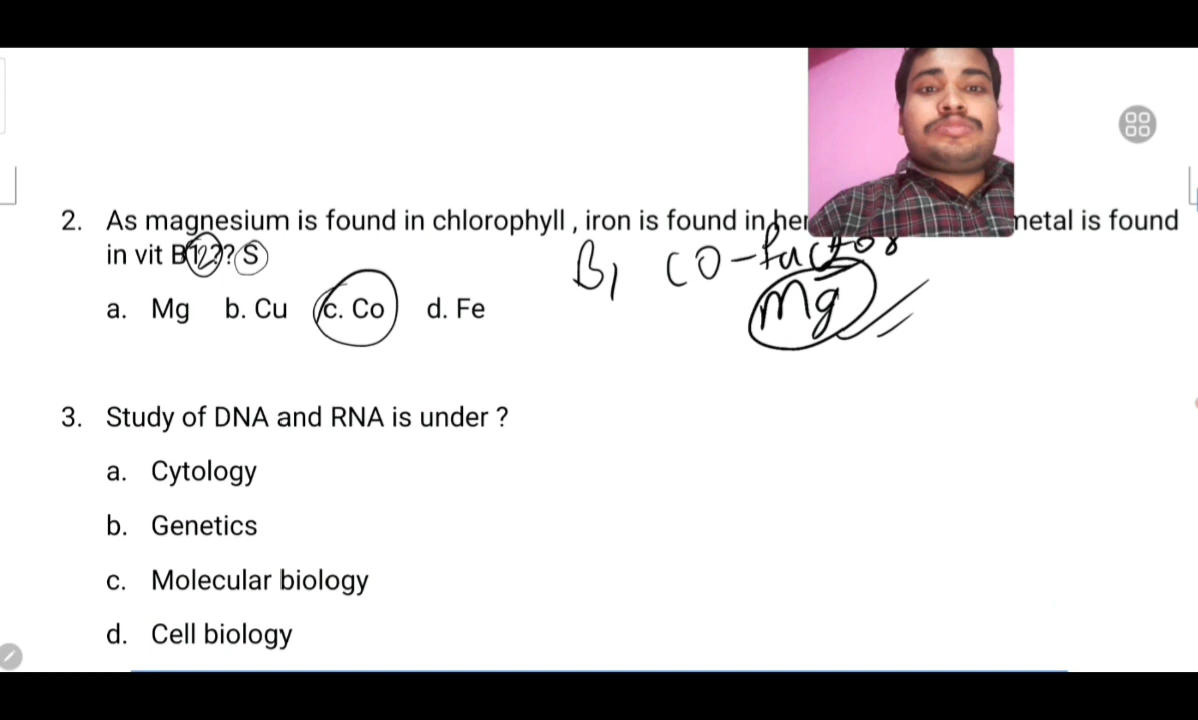 2. As magnesium is found in chlorophyll , iron is found in metal is found
in vit B12?? S
B1 co-factor
Mg
a. Mg b. Cu c. Co d. Fe
3. Study of DNA and RNA is under ?
a. Cytology
b. Genetics
c. Molecular biology
d. Cell biology